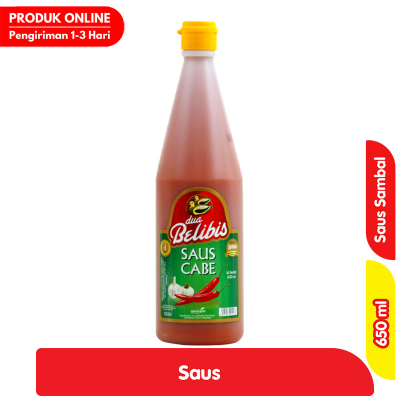 PRODUK ONLINE
Pengiriman 1-3 Hari
dua
Belibis
SAUS
CABE
Saus Sambal
650 ml
Saus